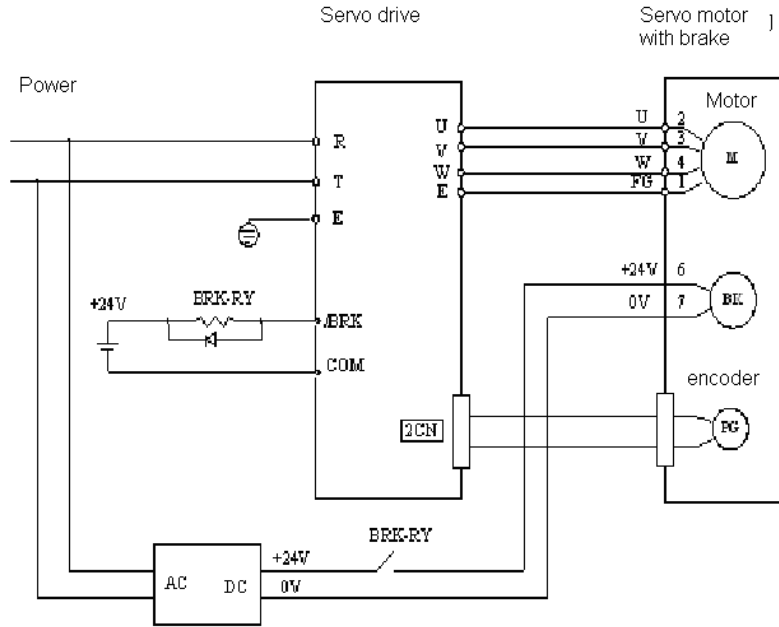 Servo drive
Servo motor ]
with brake
Power
Motor
R
T
E
U
V
W
E
U 2
V 3
W 4
FG 1
M
+24V
BRK-RY
/BRK
COM
+24V 6
0V 7
BK
encoder
2CN
PG
BRK-RY
AC DC
+24V
0V